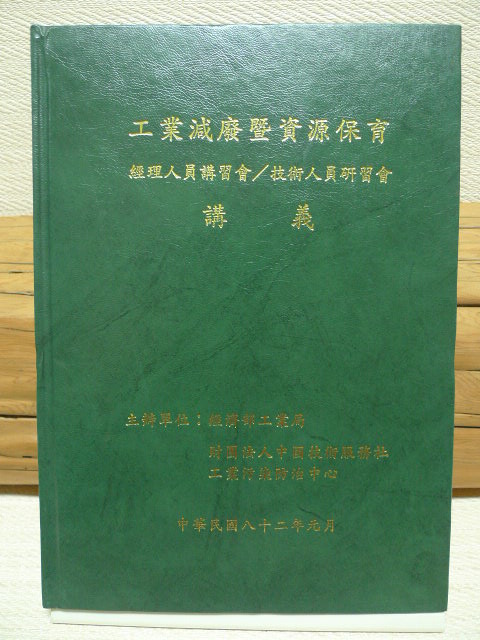 工業減廢暨資源保育
經理人員講習會／技術人員研習會
講義
主辦單位：經濟部工業局
財團法人中國技術服務社
工業污染防治中心
中華民國八十二年元月